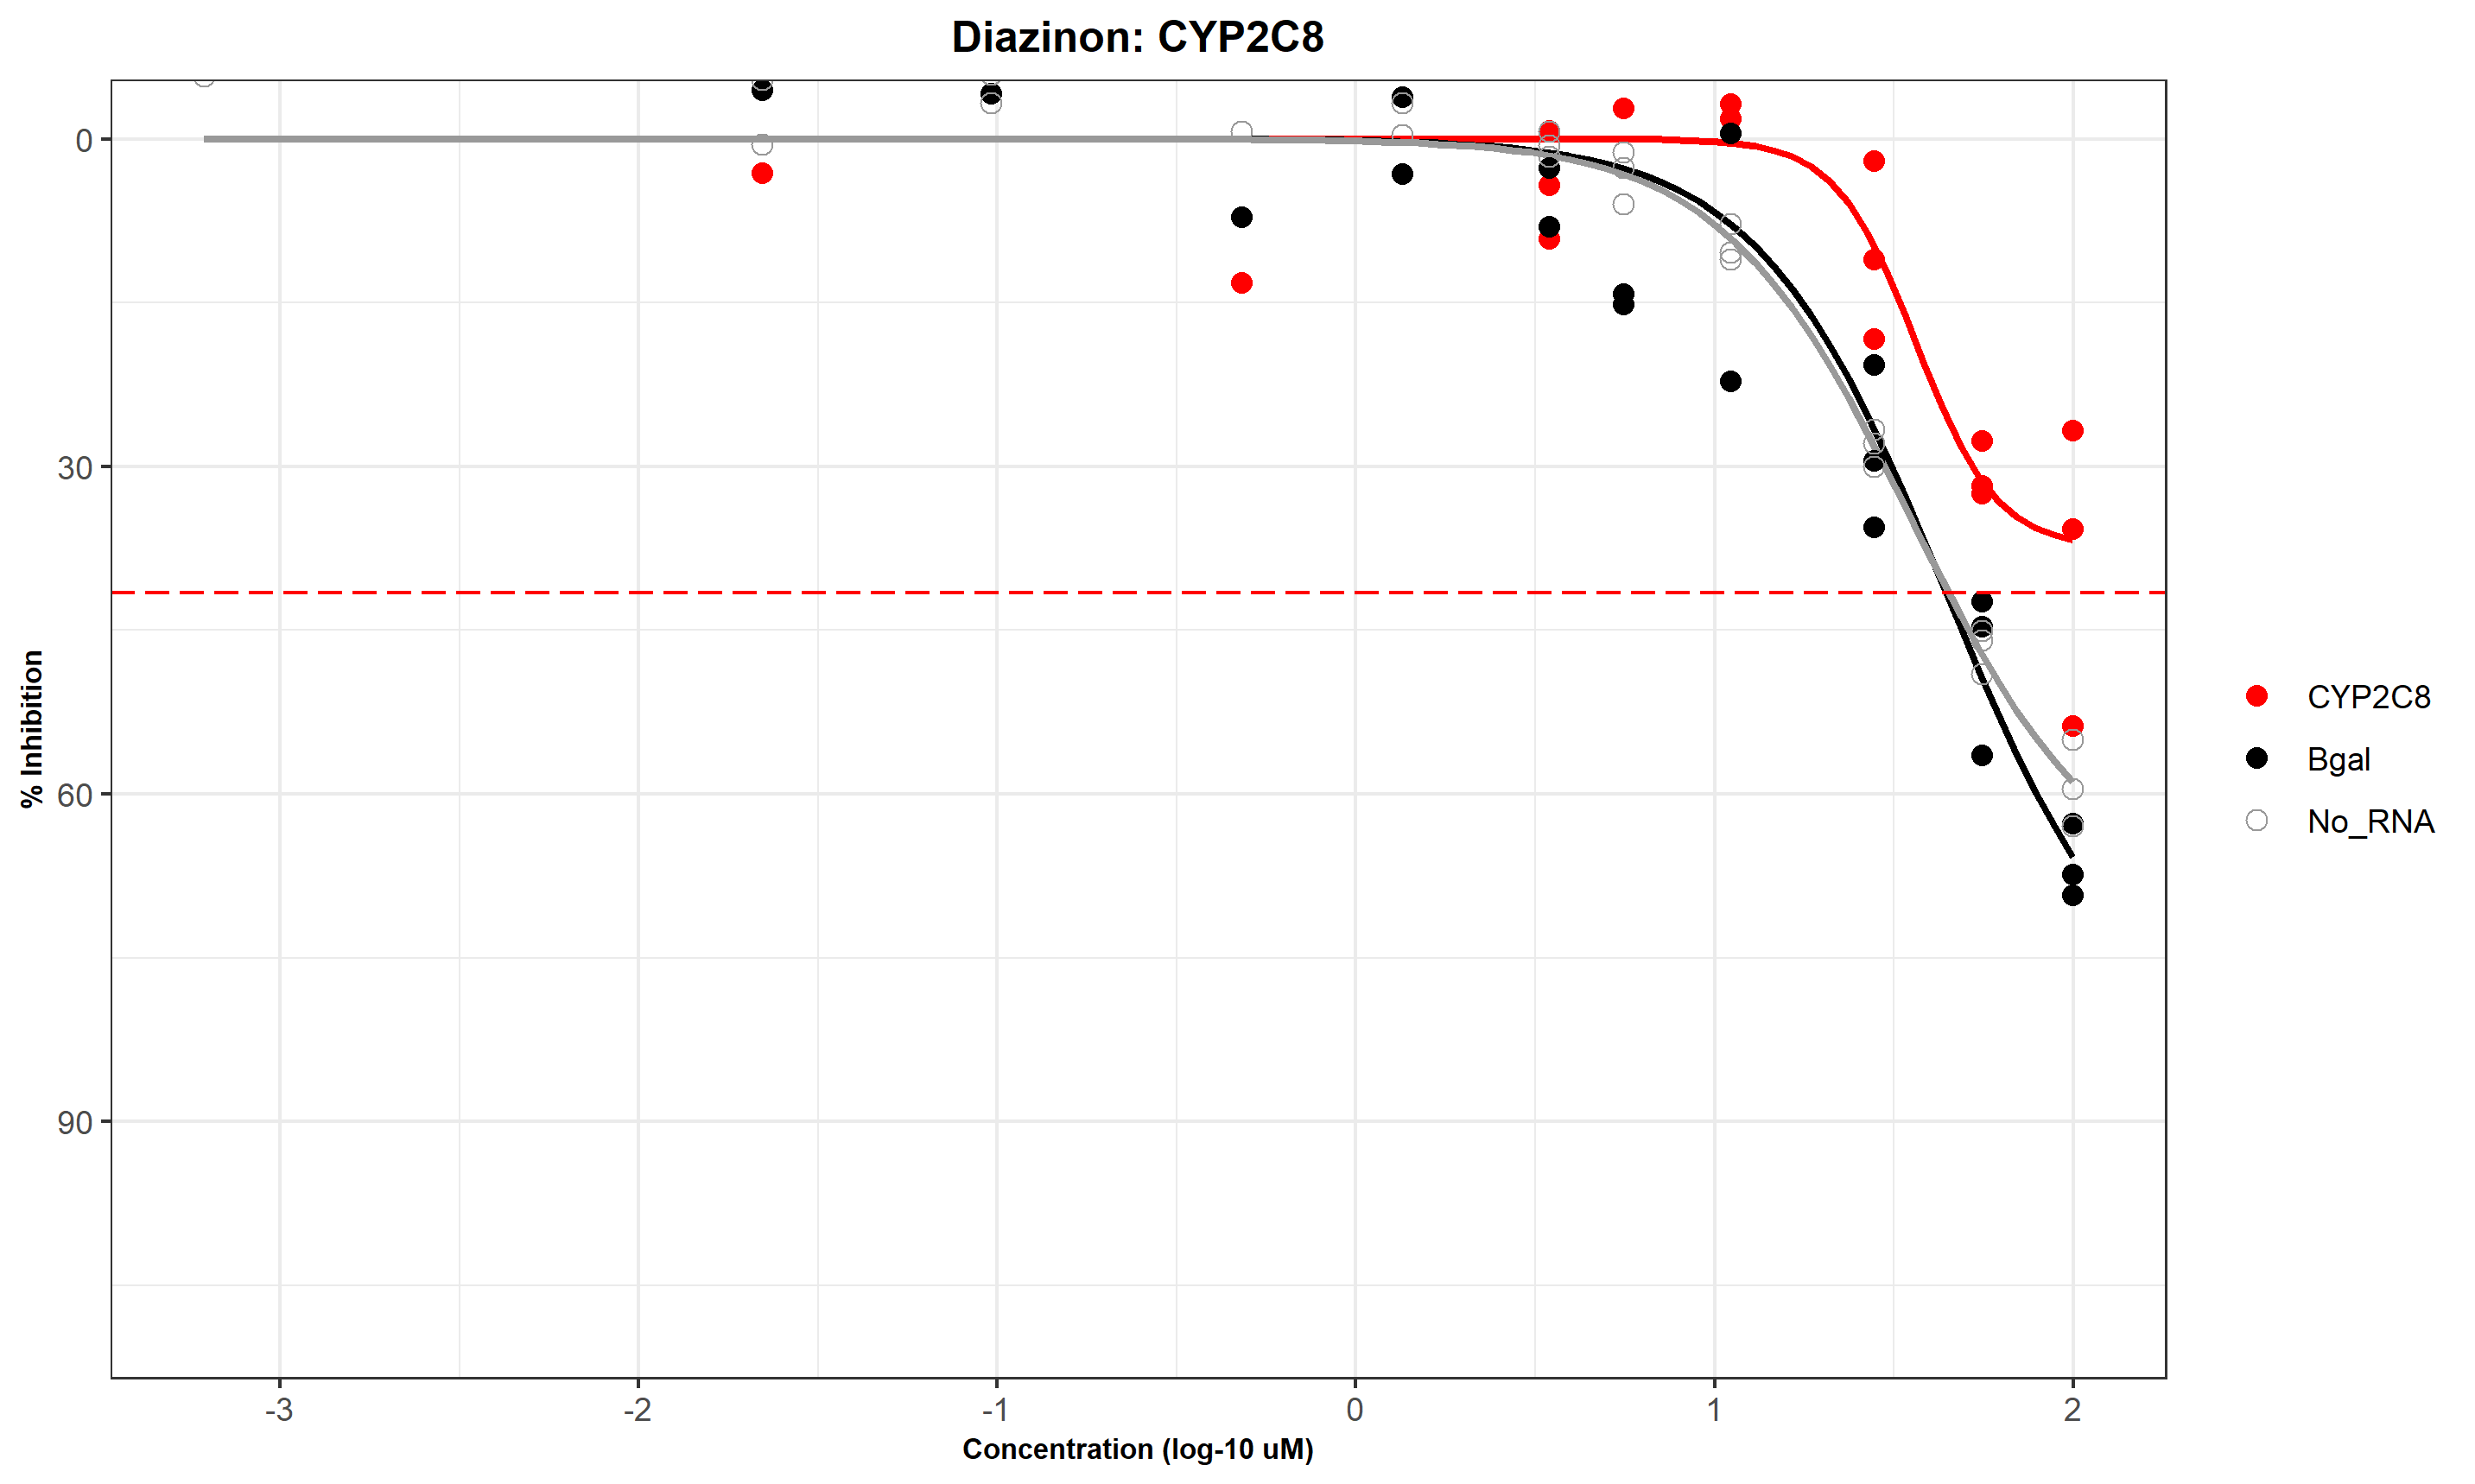 Diazinon: CYP2C8
0
30
60
90
% Inhibition
-3
-2
-1
0
1
2
Concentration (log-10 uM)
CYP2C8
Bgal
No_RNA